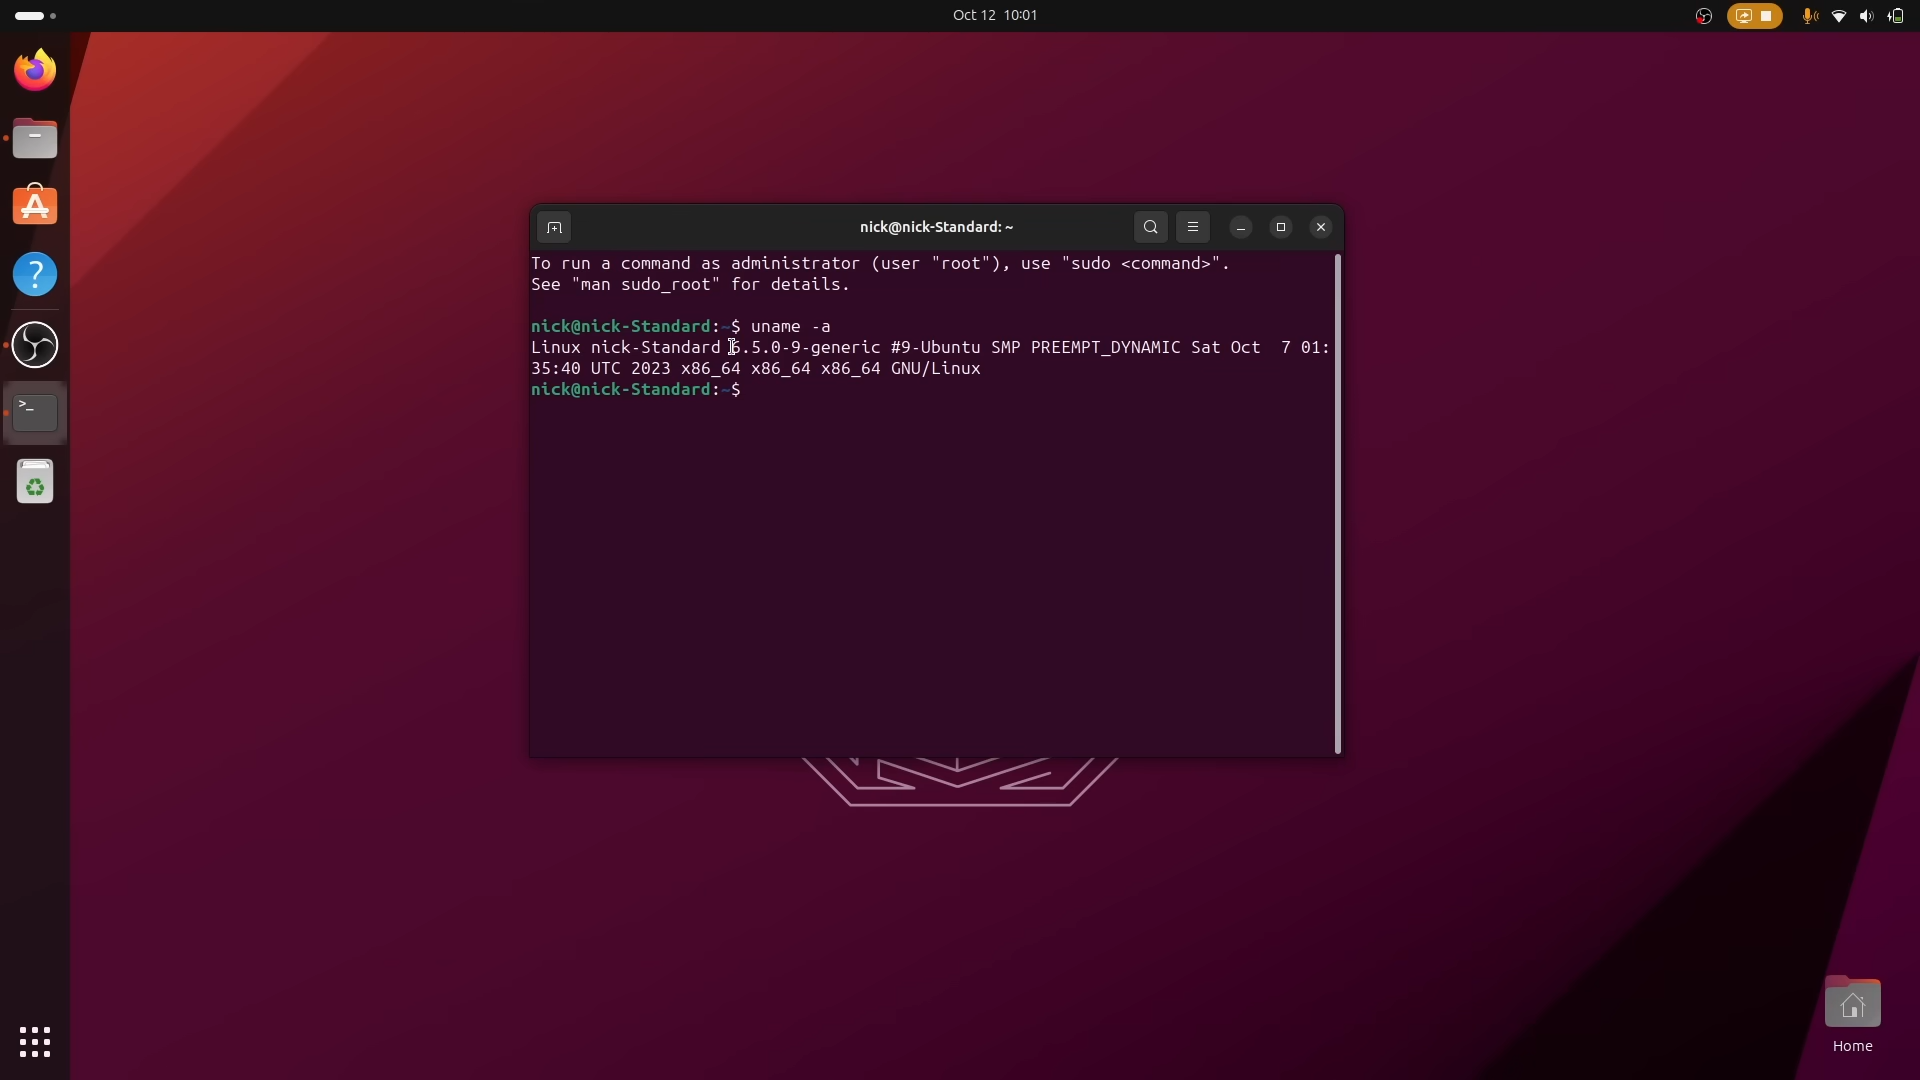 Oct 12 10:01
nick@nick-Standard: ~
To run a command as administrator (user "root"), use "sudo <command>".
See "man sudo_root" for details.
nick@nick-Standard:~$ uname -a
Linux nick-Standard 6.5.0-9-generic #9-Ubuntu SMP PREEMPT_DYNAMIC Sat Oct  7 01:
35:40 UTC 2023 x86_64 x86_64 x86_64 GNU/Linux
nick@nick-Standard:~$
Home